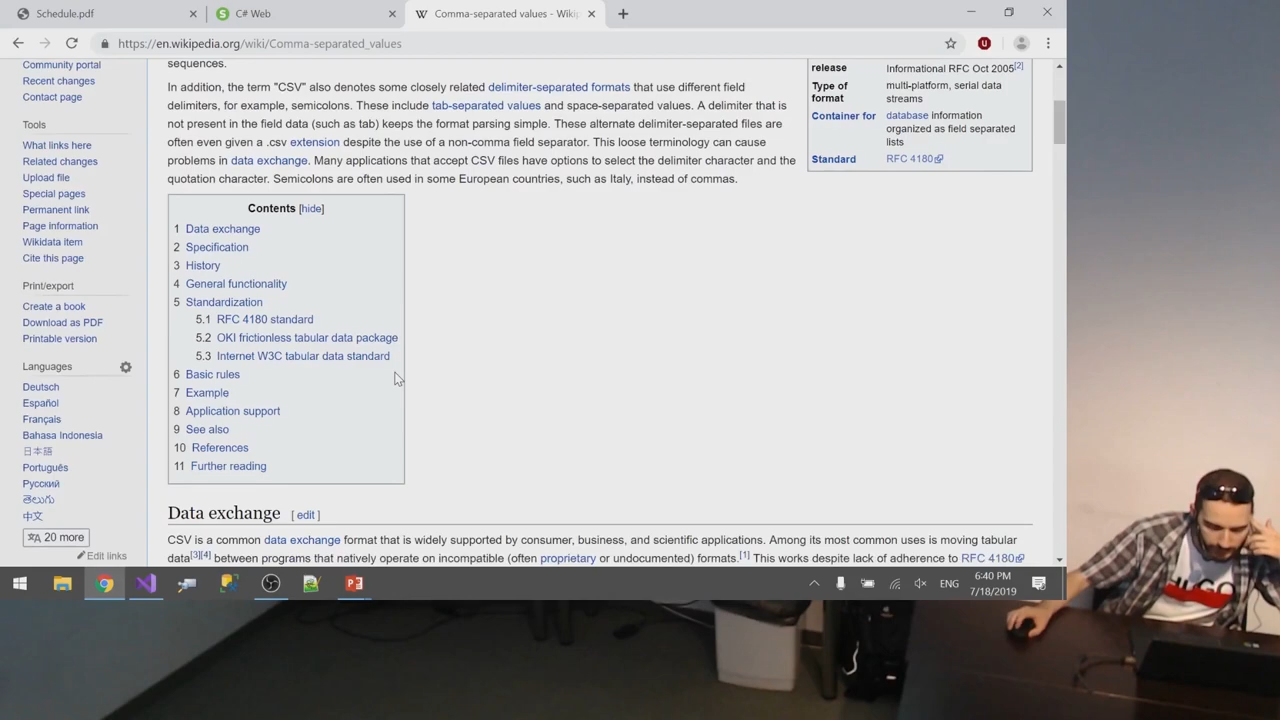 Schedule.pdf
C# Web
Comma-separated values - Wikip
https://en.wikipedia.org/wiki/Comma-separated_values
Community portal
Recent changes
Contact page
Tools
What links here
Related changes
Upload file
Special pages
Permanent link
Page information
Wikidata item
Cite this page
Print/export
Create a book
Download as PDF
Printable version
Languages
Deutsch
Español
Français
Bahasa Indonesia
日本語
Português
Русский
తెలుగు
中文
20 more
Edit links
sequences.
In addition, the term "CSV" also denotes some closely related delimiter-separated formats that use different field
delimiters, for example, semicolons. These include tab-separated values and space-separated values. A delimiter that is
not present in the field data (such as tab) keeps the format parsing simple. These alternate delimiter-separated files are
often even given a .csv extension despite the use of a non-comma field separator. This loose terminology can cause
problems in data exchange. Many applications that accept CSV files have options to select the delimiter character and the
quotation character. Semicolons are often used in some European countries, such as Italy, instead of commas.
release Informational RFC Oct 2005[2]
Type of format multi-platform, serial data streams
Container for database information organized as field separated lists
Standard RFC 4180
Contents [hide]
1 Data exchange
2 Specification
3 History
4 General functionality
5 Standardization
5.1 RFC 4180 standard
5.2 OKI frictionless tabular data package
5.3 Internet W3C tabular data standard
6 Basic rules
7 Example
8 Application support
9 See also
10 References
11 Further reading
Data exchange [ edit ]
CSV is a common data exchange format that is widely supported by consumer, business, and scientific applications. Among its most common uses is moving tabular
data[3][4] between programs that natively operate on incompatible (often proprietary or undocumented) formats.[1] This works despite lack of adherence to RFC 4180
ENG
6:40 PM
7/18/2019
HUGO